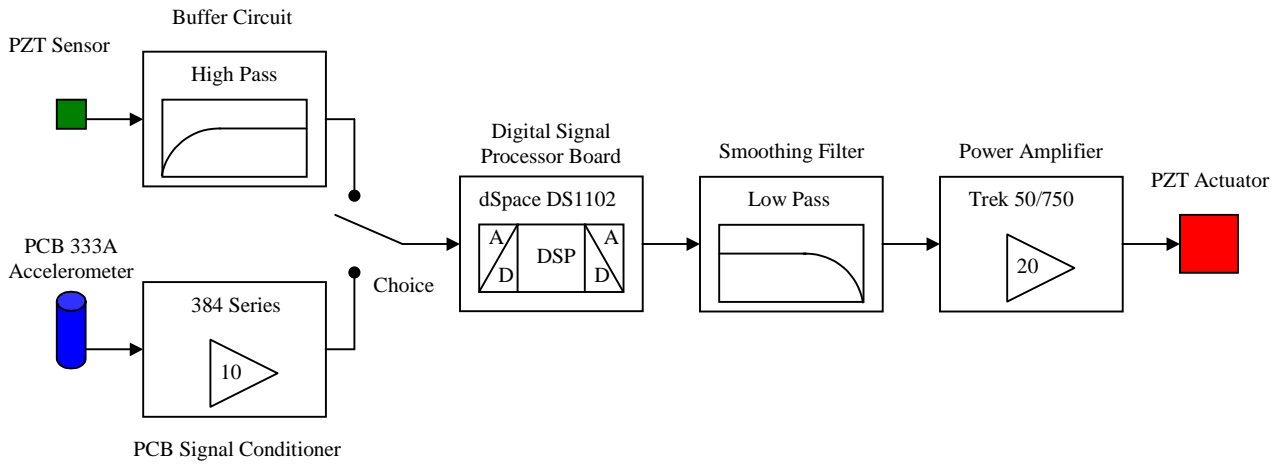 Buffer Circuit
PZT Sensor
High Pass
Digital Signal
Processor Board
dSpace DS1102
A
D
DSP
A
D
Smoothing Filter
Low Pass
Power Amplifier
Trek 50/750
20
PZT Actuator
PCB 333A
Accelerometer
Choice
384 Series
10
PCB Signal Conditioner